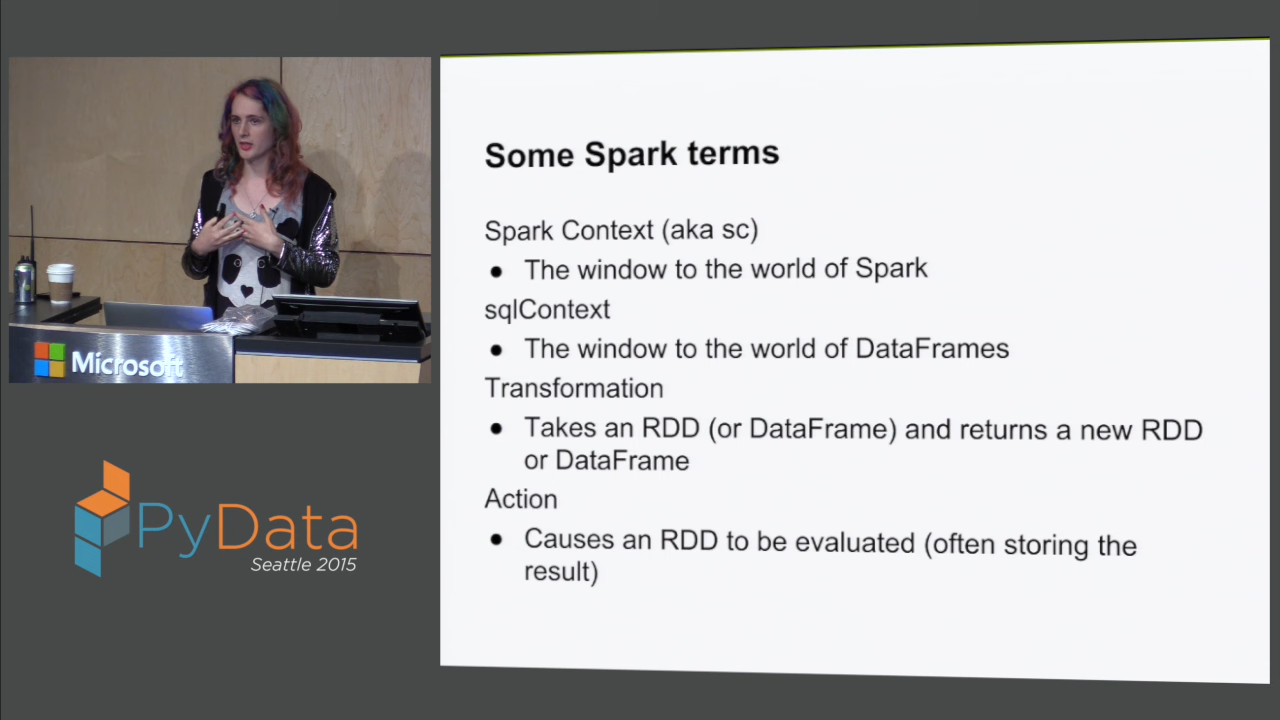 Some Spark terms
Spark Context (aka sc)
● The window to the world of Spark
sqlContext
● The window to the world of DataFrames
Transformation
● Takes an RDD (or DataFrame) and returns a new RDD
or DataFrame
Action
● Causes an RDD to be evaluated (often storing the
result)
Microsoft
PyData
Seattle 2015